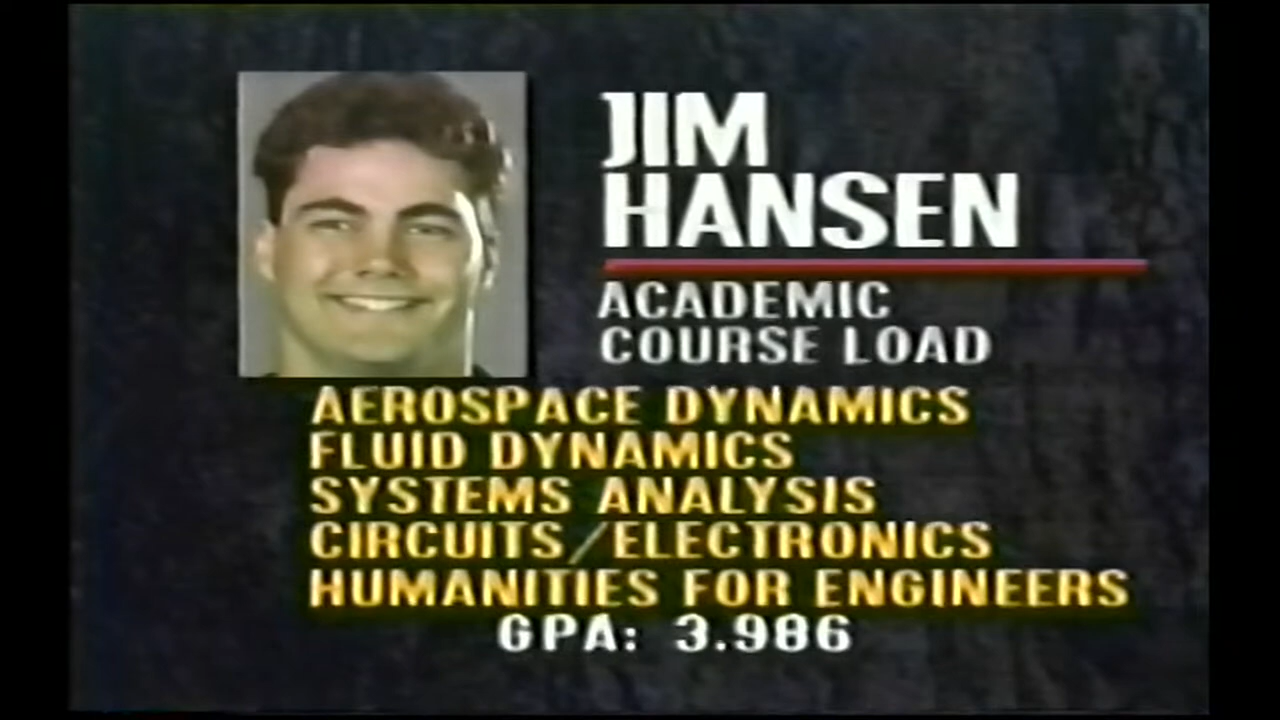 JIM
HANSEN
ACADEMIC
COURSE LOAD
AEROSPACE DYNAMICS
FLUID DYNAMICS
SYSTEMS ANALYSIS
CIRCUITS/ELECTRONICS
HUMANITIES FOR ENGINEERS
GPA: 3.986